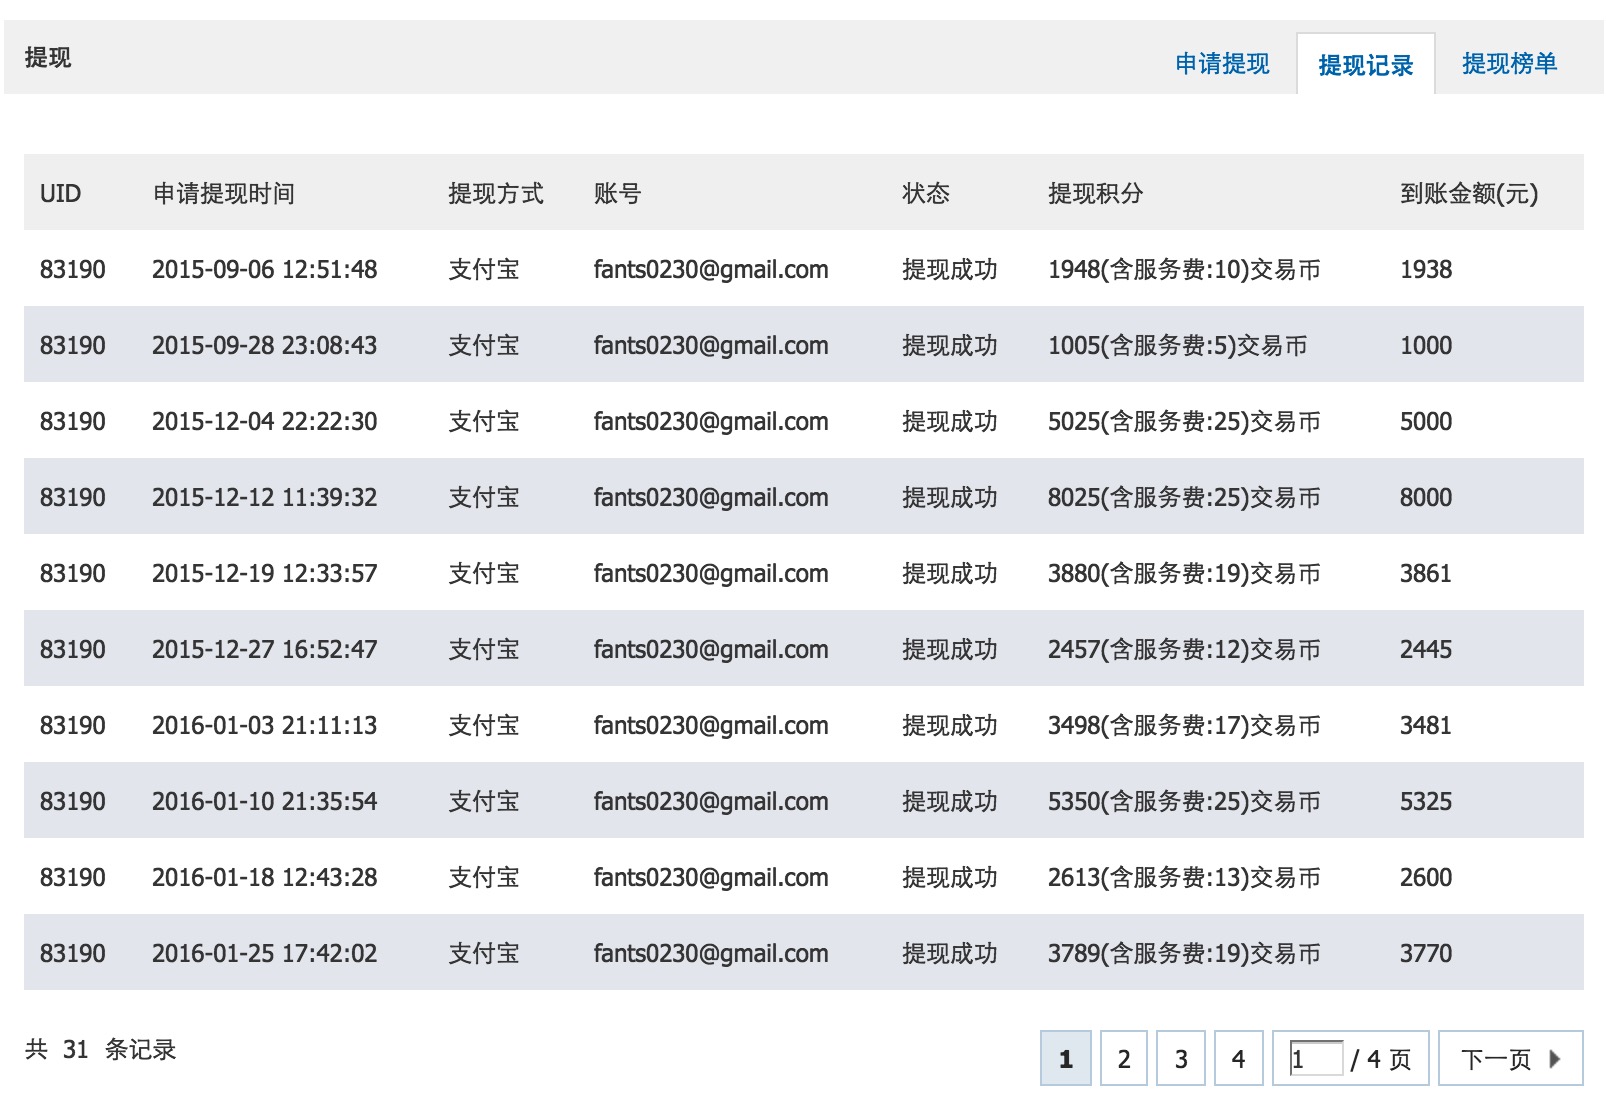 提现 申请提现 提现记录 提现榜单
UID 申请提现时间 提现方式 账号 状态 提现积分 到账金额(元)
83190 2015-09-06 12:51:48 支付宝 fants0230@gmail.com 提现成功 1948(含服务费:10)交易币 1938
83190 2015-09-28 23:08:43 支付宝 fants0230@gmail.com 提现成功 1005(含服务费:5)交易币 1000
83190 2015-12-04 22:22:30 支付宝 fants0230@gmail.com 提现成功 5025(含服务费:25)交易币 5000
83190 2015-12-12 11:39:32 支付宝 fants0230@gmail.com 提现成功 8025(含服务费:25)交易币 8000
83190 2015-12-19 12:33:57 支付宝 fants0230@gmail.com 提现成功 3880(含服务费:19)交易币 3861
83190 2015-12-27 16:52:47 支付宝 fants0230@gmail.com 提现成功 2457(含服务费:12)交易币 2445
83190 2016-01-03 21:11:13 支付宝 fants0230@gmail.com 提现成功 3498(含服务费:17)交易币 3481
83190 2016-01-10 21:35:54 支付宝 fants0230@gmail.com 提现成功 5350(含服务费:25)交易币 5325
83190 2016-01-18 12:43:28 支付宝 fants0230@gmail.com 提现成功 2613(含服务费:13)交易币 2600
83190 2016-01-25 17:42:02 支付宝 fants0230@gmail.com 提现成功 3789(含服务费:19)交易币 3770
共 31 条记录 1 2 3 4 1 / 4 页 下一页